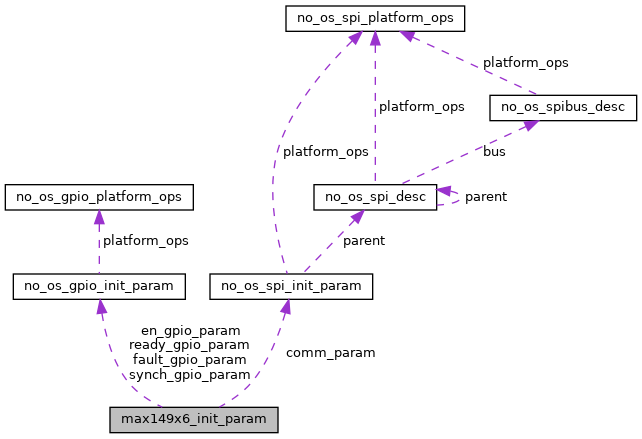 no_os_spi_platform_ops
platform_ops
no_os_spibus_desc
platform_ops
platform_ops
bus
no_os_gpio_platform_ops
no_os_spi_desc
parent
platform_ops
parent
no_os_gpio_init_param
no_os_spi_init_param
en_gpio_param
ready_gpio_param
fault_gpio_param
synch_gpio_param
comm_param
max149x6_init_param